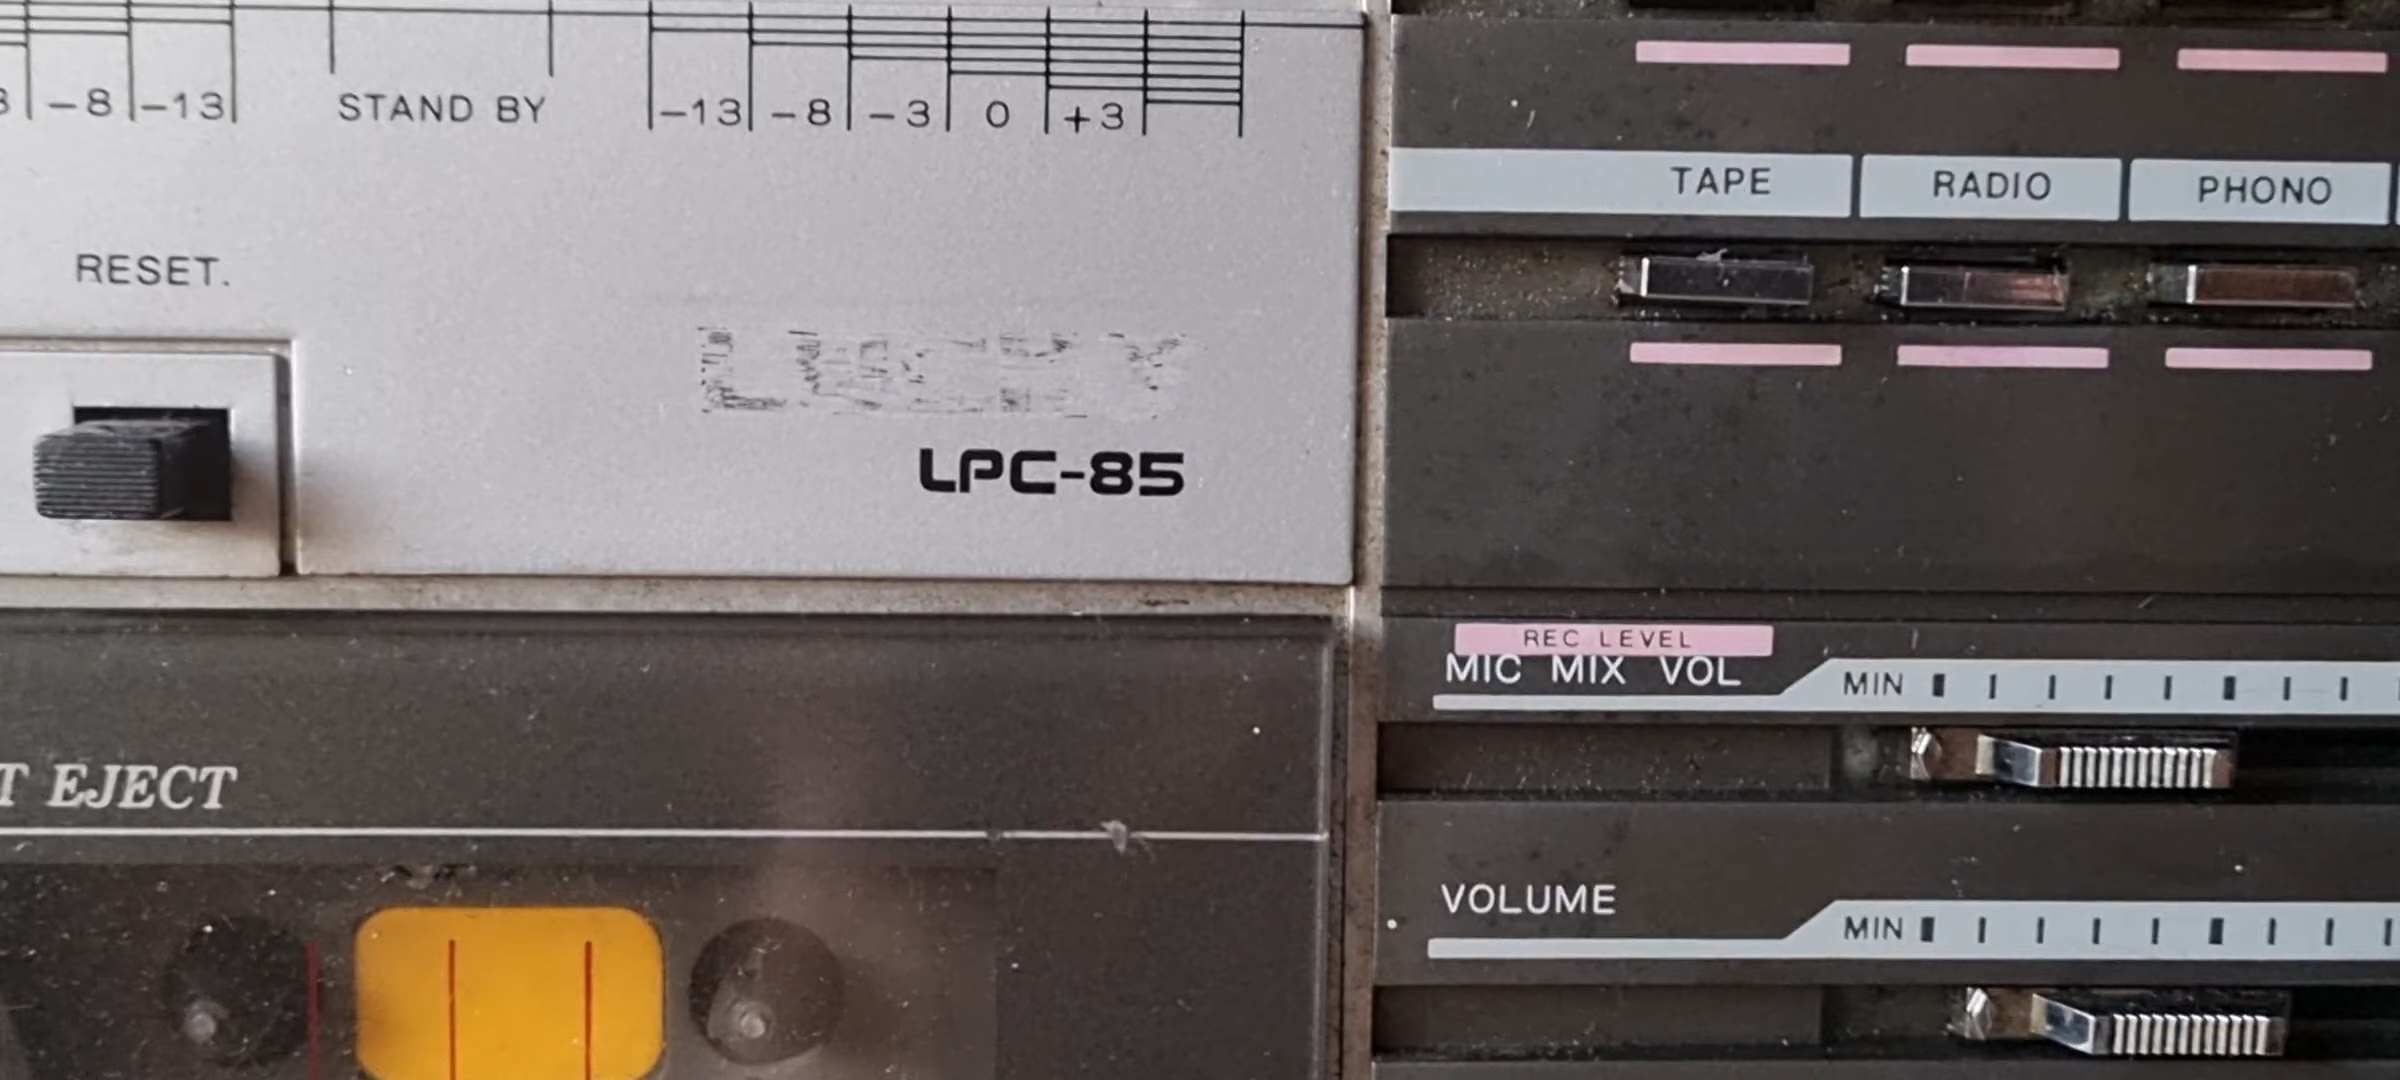 -8 -13 STAND BY -13 -8 -3 0 +3
RESET.
LPC-85
EJECT
TAPE RADIO PHONO
REC LEVEL
MIC MIX VOL MIN
VOLUME MIN